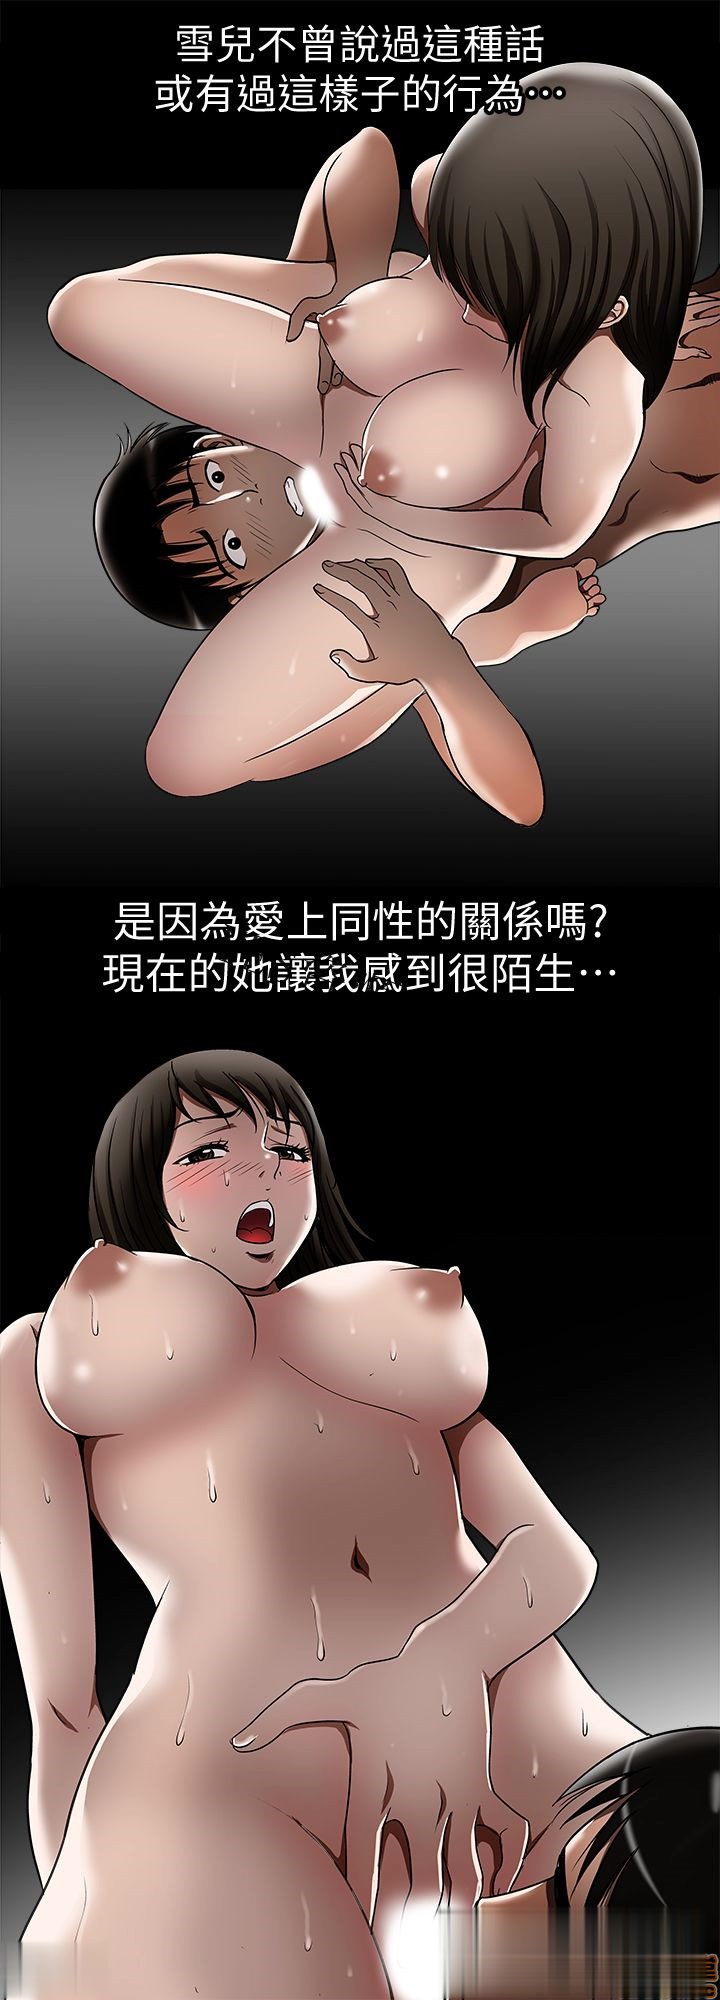 雪兒不曾說過這種話
或有過這樣子的行為⋯
是因為愛上同性的關係嗎?
現在的她讓我感到很陌生⋯